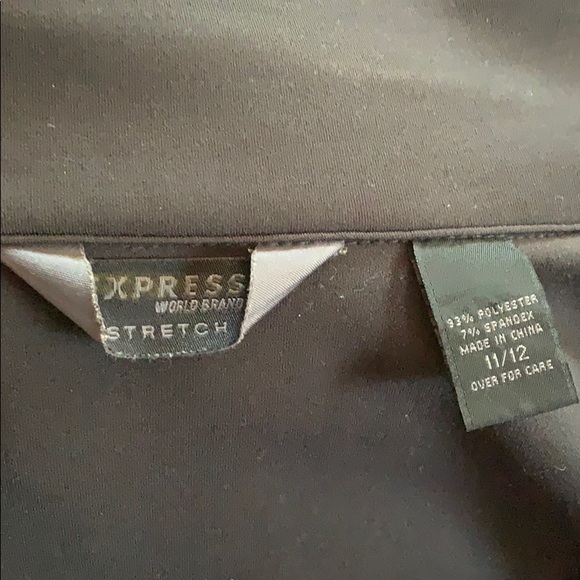 XPRESS
WORLD BRAND
STRETCH
93% POLYESTER
7% SPANDEX
MADE IN CHINA
11/12
OVER FOR CARE